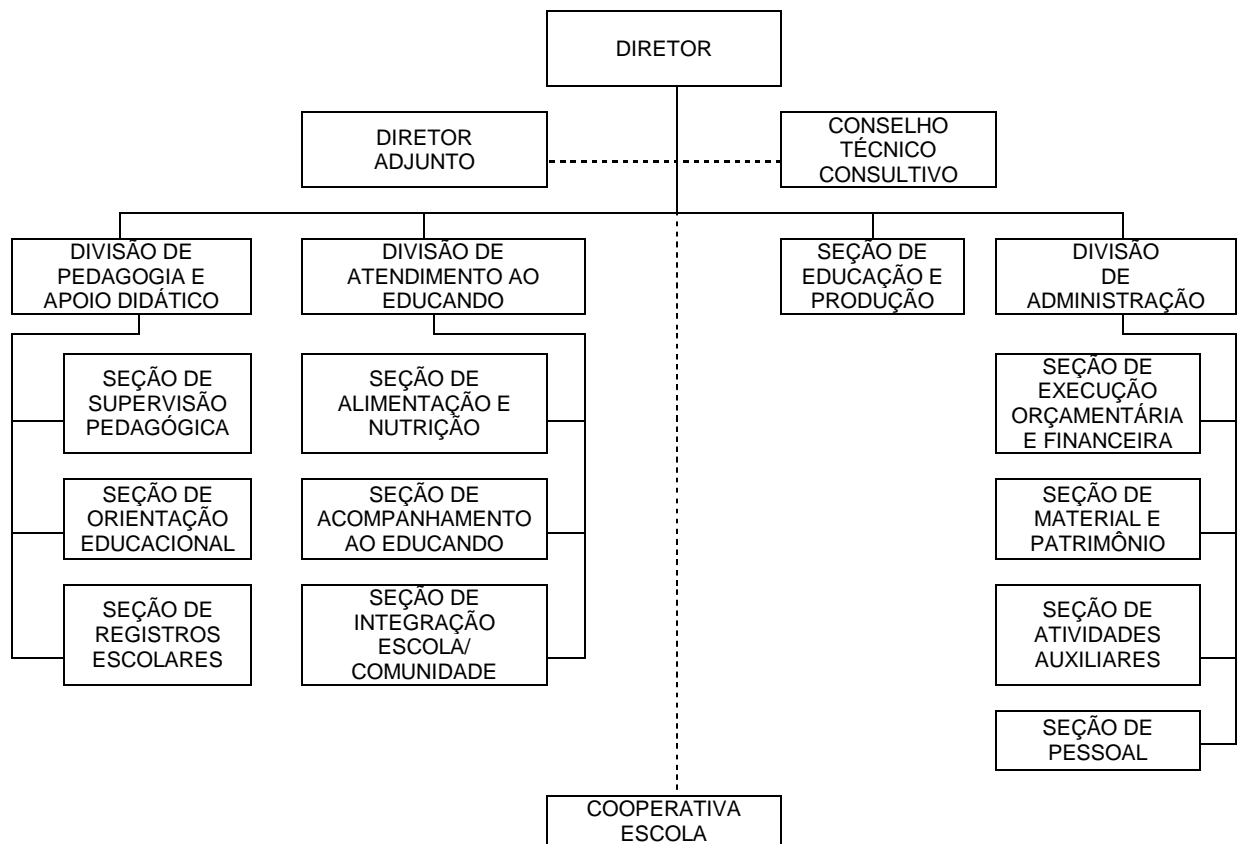 DIRETOR
DIRETOR
ADJUNTO
CONSELHO
TÉCNICO
CONSULTIVO
DIVISÃO DE
PEDAGOGIA E
APOIO DIDÁTICO
DIVISÃO DE
ATENDIMENTO AO
EDUCANDO
SEÇÃO DE
EDUCAÇÃO E
PRODUÇÃO
DIVISÃO
DE
ADMINISTRAÇÃO
SEÇÃO DE
SUPERVISÃO
PEDAGÓGICA
SEÇÃO DE
ORIENTAÇÃO
EDUCACIONAL
SEÇÃO DE
REGISTROS
ESCOLARES
SEÇÃO DE
ALIMENTAÇÃO E
NUTRIÇÃO
SEÇÃO DE
ACOMPANHAMENTO
AO EDUCANDO
SEÇÃO DE
INTEGRAÇÃO
ESCOLA/
COMUNIDADE
SEÇÃO DE
EXECUÇÃO
ORÇAMENTÁRIA
E FINANCEIRA
SEÇÃO DE
MATERIAL E
PATRIMÔNIO
SEÇÃO DE
ATIVIDADES
AUXILIARES
SEÇÃO DE
PESSOAL
COOPERATIVA
ESCOLA